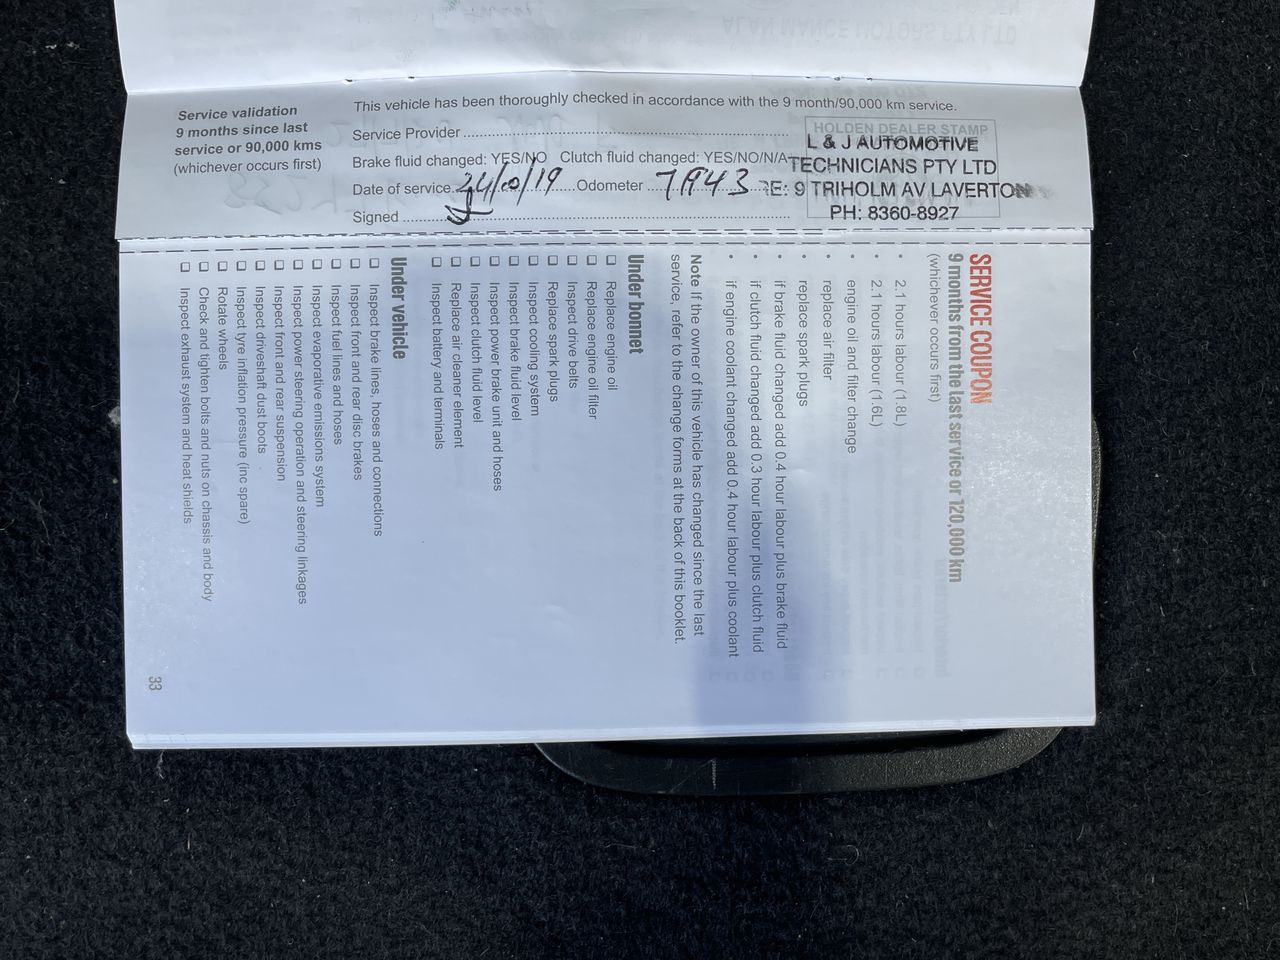 Service validation
9 months since last
service or 90,000 kms
(whichever occurs first)
This vehicle has been thoroughly checked in accordance with the 9 month/90,000 km service.
Service Provider
Brake fluid changed: YES/NO Clutch fluid changed: YES/NO/N/A
Date of service Odometer
Signed
HOLDEN DEALER STAMP
L & J AUTOMOTIVE
TECHNICIANS PTY LTD
RE: 9 TRIHOLM AV LAVERTON
PH: 8360-8927
SERVICE COUPON
9 months from the last service or 120,000 km
(whichever occurs first)
• 2.1 hours labour (1.8L)
• 2.1 hours labour (1.6L)
• engine oil and filter change
• replace air filter
• replace spark plugs
• if brake fluid changed add 0.4 hour labour plus brake fluid
• if clutch fluid changed add 0.3 hour labour plus clutch fluid
• if engine coolant changed add 0.4 hour labour plus coolant
Note If the owner of this vehicle has changed since the last
service, refer to the change forms at the back of this booklet.
Under bonnet
☐ Replace engine oil
☐ Replace engine oil filter
☐ Inspect drive belts
☐ Replace spark plugs
☐ Inspect cooling system
☐ Inspect brake fluid level
☐ Inspect power brake unit and hoses
☐ Inspect clutch fluid level
☐ Replace air cleaner element
☐ Inspect battery and terminals
Under vehicle
☐ Inspect brake lines, hoses and connections
☐ Inspect front and rear disc brakes
☐ Inspect fuel lines and hoses
☐ Inspect evaporative emissions system
☐ Inspect power steering operation and steering linkages
☐ Inspect front and rear suspension
☐ Inspect driveshaft dust boots
☐ Inspect tyre inflation pressure (inc spare)
☐ Rotate wheels
☐ Check and tighten bolts and nuts on chassis and body
☐ Inspect exhaust system and heat shields
33